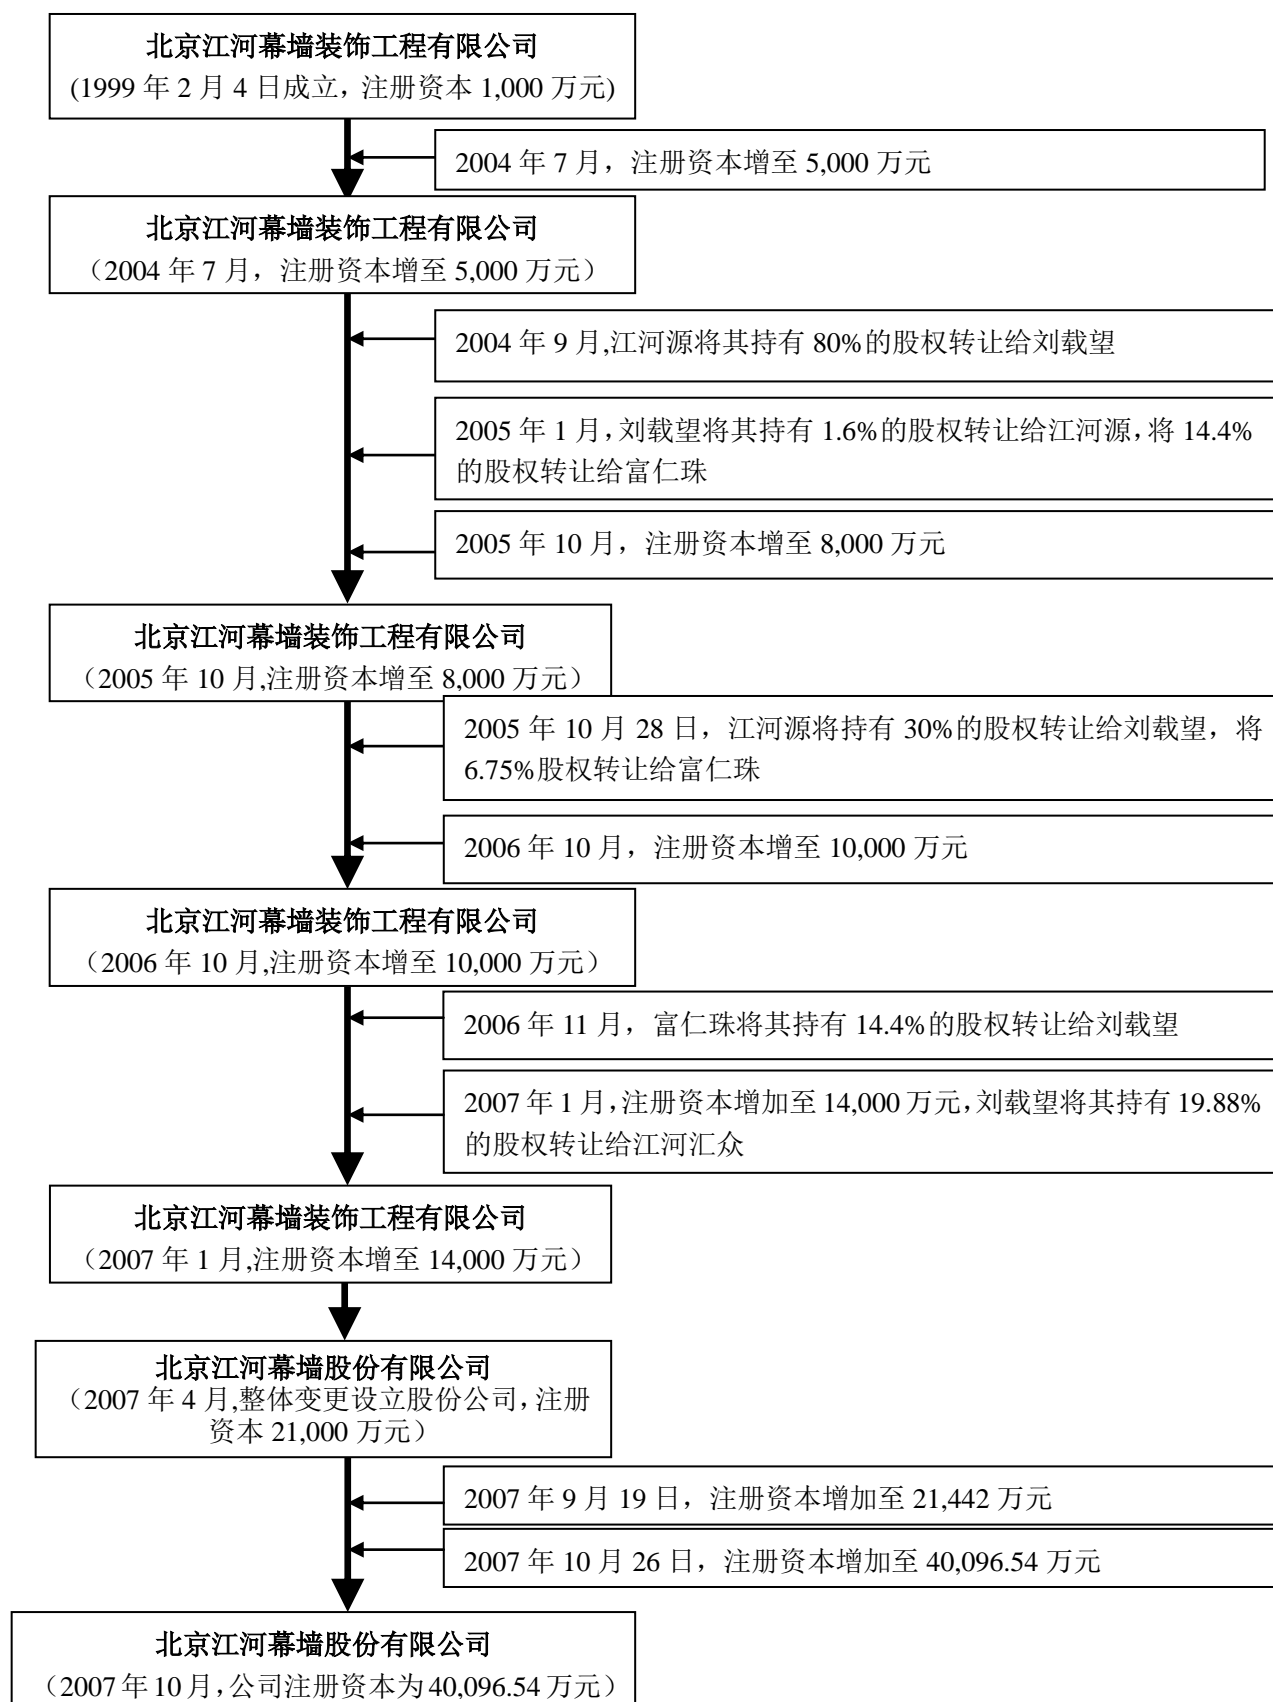 北京江河幕墙装饰工程有限公司
(1999 年 2 月 4 日成立，注册资本 1,000 万元)
2004 年 7 月，注册资本增至 5,000 万元
北京江河幕墙装饰工程有限公司
（2004 年 7 月，注册资本增至 5,000 万元）
2004 年 9 月,江河源将其持有 80%的股权转让给刘载望
2005 年 1 月，刘载望将其持有 1.6%的股权转让给江河源，将 14.4%
的股权转让给富仁珠
2005 年 10 月，注册资本增至 8,000 万元
北京江河幕墙装饰工程有限公司
（2005 年 10 月,注册资本增至 8,000 万元）
2005 年 10 月 28 日，江河源将持有 30%的股权转让给刘载望，将
6.75%股权转让给富仁珠
2006 年 10 月，注册资本增至 10,000 万元
北京江河幕墙装饰工程有限公司
（2006 年 10 月,注册资本增至 10,000 万元）
2006 年 11 月，富仁珠将其持有 14.4%的股权转让给刘载望
2007 年 1 月，注册资本增加至 14,000 万元，刘载望将其持有 19.88%
的股权转让给江河汇众
北京江河幕墙装饰工程有限公司
（2007 年 1 月,注册资本增至 14,000 万元）
北京江河幕墙股份有限公司
（2007 年 4 月,整体变更设立股份公司，注册
资本 21,000 万元）
2007 年 9 月 19 日，注册资本增加至 21,442 万元
2007 年 10 月 26 日，注册资本增加至 40,096.54 万元
北京江河幕墙股份有限公司
（2007 年 10 月，公司注册资本为 40,096.54 万元）